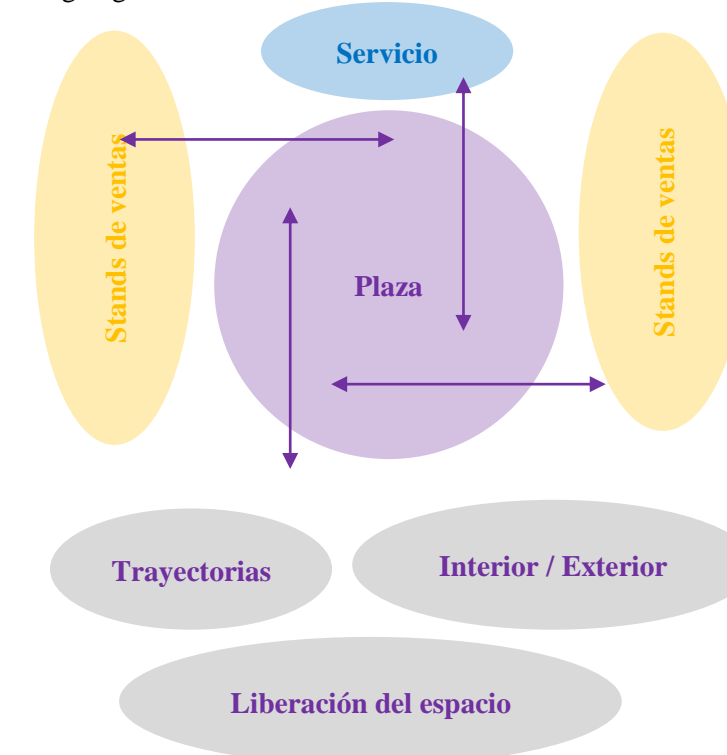 Servicio
Stands de ventas
Plaza
Stands de ventas
Trayectorias
Interior / Exterior
Liberación del espacio